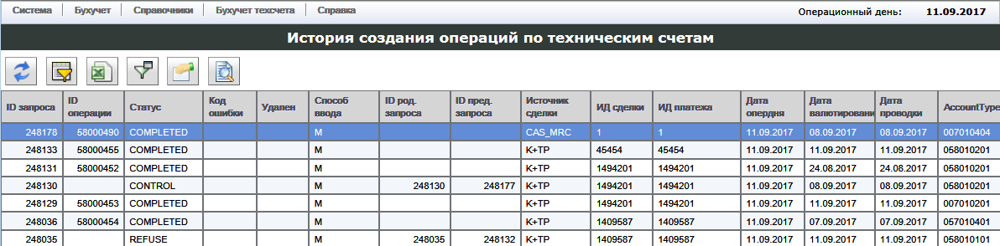 Система Бухучет Справочники Бухучет техсчета Справка Операционный день: 11.09.2017
История создания операций по техническим счетам
ID запроса ID операции Статус Код ошибки Удален Способ ввода ID род. запроса ID пред. запроса Источник сделки ИД сделки ИД платежа Дата опердня Дата валютировани Дата проводки AccountType
248178 58000490 COMPLETED M CAS_MRC 1 1 11.09.2017 08.09.2017 08.09.2017 007010404
248133 58000455 COMPLETED M K+TP 45454 45454 11.09.2017 11.09.2017 11.09.2017 058010201
248131 58000452 COMPLETED M K+TP 1494201 1494201 11.09.2017 24.08.2017 24.08.2017 058010201
248130 CONTROL M 248130 248177 K+TP 1494201 1494201 11.09.2017 08.09.2017 08.09.2017 058010201
248129 58000453 COMPLETED M K+TP 1494201 1494201 11.09.2017 11.09.2017 11.09.2017 007010201
248036 58000454 COMPLETED M K+TP 1409587 1409587 11.09.2017 07.09.2017 07.09.2017 057010401
248035 REFUSE M 248035 248132 K+TP 1409587 1409587 11.09.2017 11.09.2017 11.09.2017 058010101